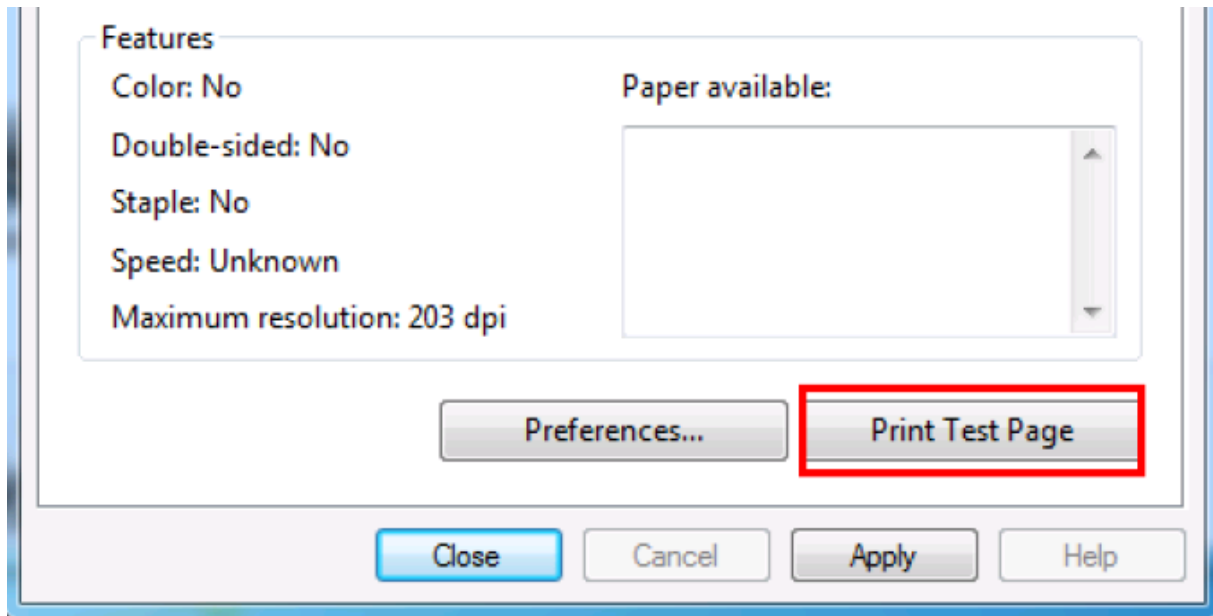 Features
Color: No
Paper available:
Double-sided: No
Staple: No
Speed: Unknown
Maximum resolution: 203 dpi
Preferences...
Print Test Page
Close
Cancel
Apply
Help